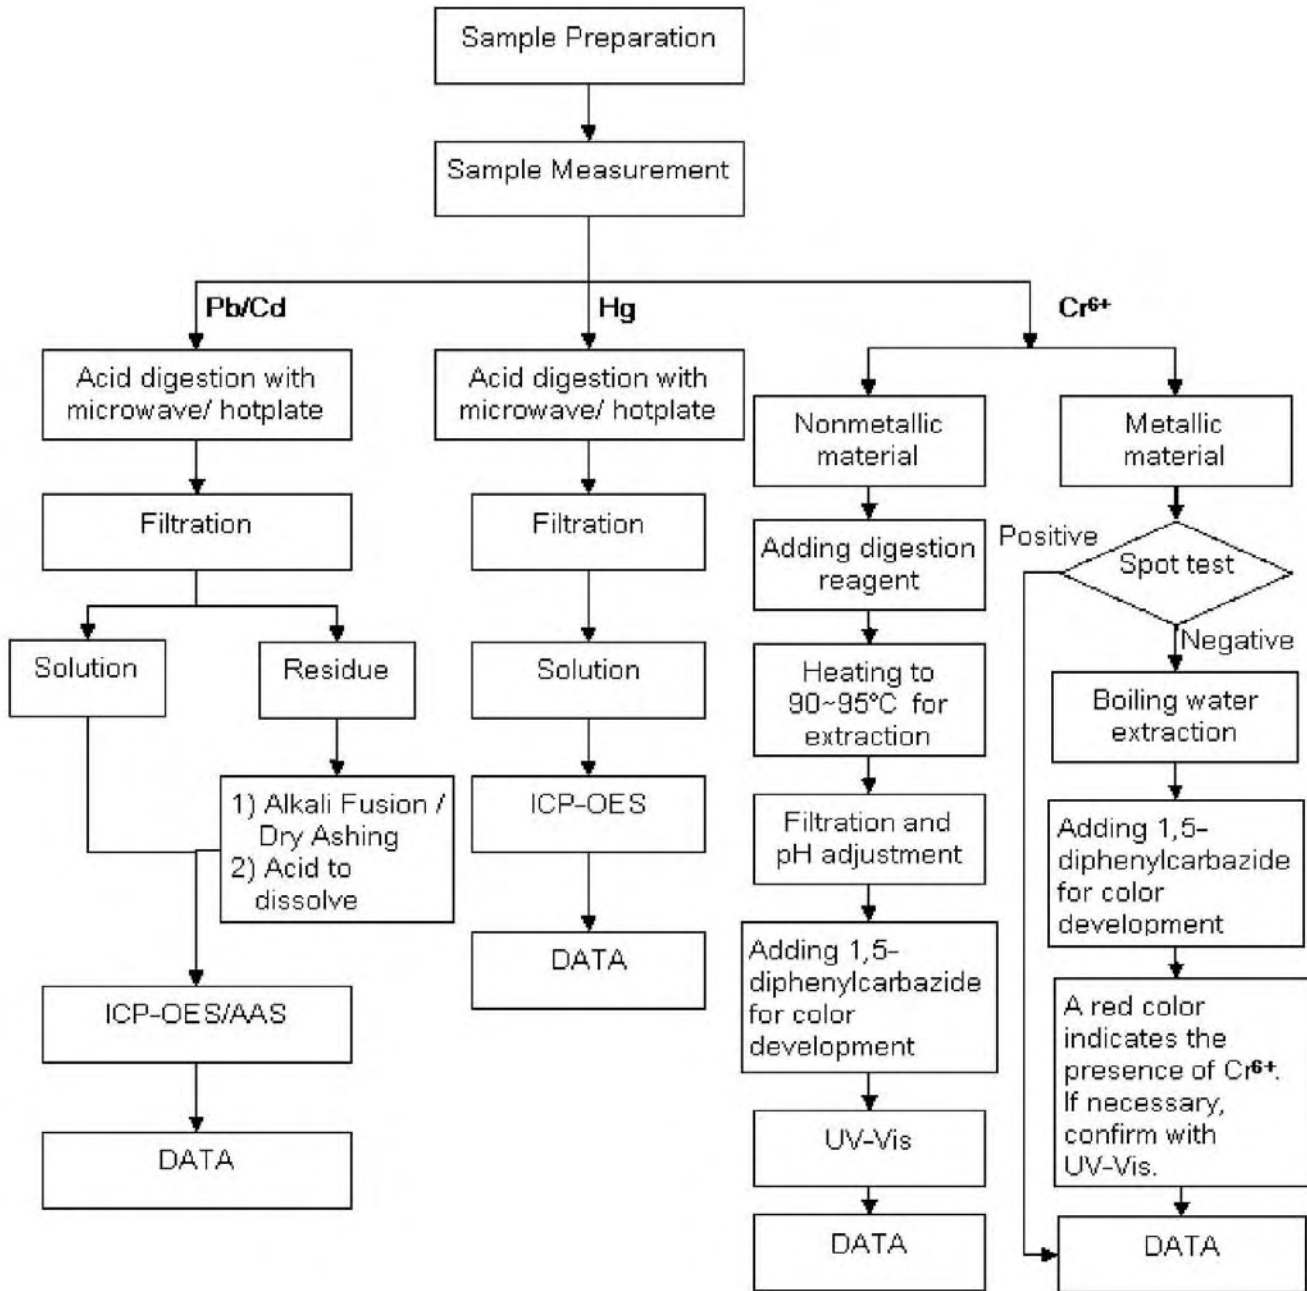 Sample Preparation
Sample Measurement
Pb/Cd
Hg
Cr⁶⁺
Acid digestion with
microwave/ hotplate
Filtration
Solution
Residue
1) Alkali Fusion /
Dry Ashing
2) Acid to
dissolve
ICP-OES/AAS
DATA
Acid digestion with
microwave/ hotplate
Filtration
Solution
ICP-OES
DATA
Nonmetallic
material
Adding digestion
reagent
Heating to
90~95°C for
extraction
Filtration and
pH adjustment
Adding 1,5-
diphenylcarbazide
for color
development
UV-Vis
DATA
Metallic
material
Positive
Spot test
Negative
Boiling water
extraction
Adding 1,5-
diphenylcarbazide
for color
development
A red color
indicates the
presence of Cr⁶⁺.
If necessary,
confirm with
UV-Vis.
DATA